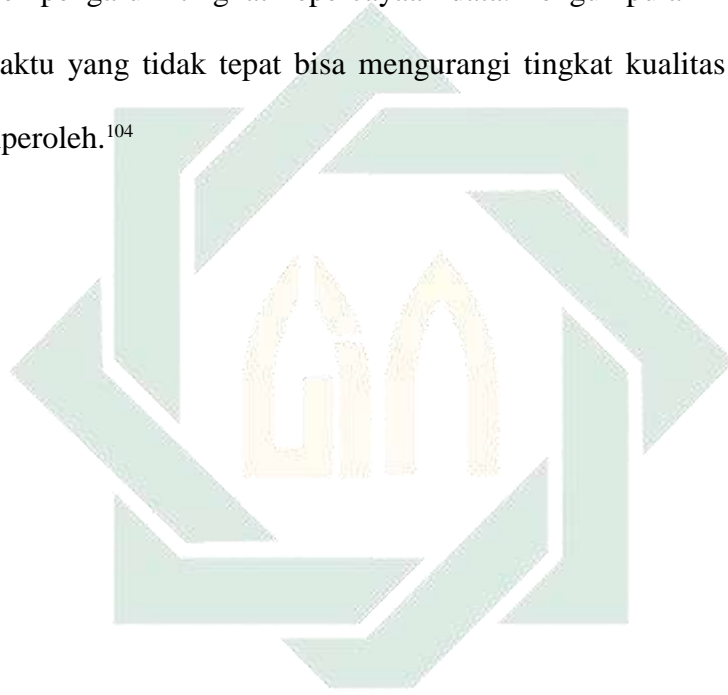 aktu yang tidak tepat bisa mengurangi tingkat kualitas
peroleh.¹⁰⁴